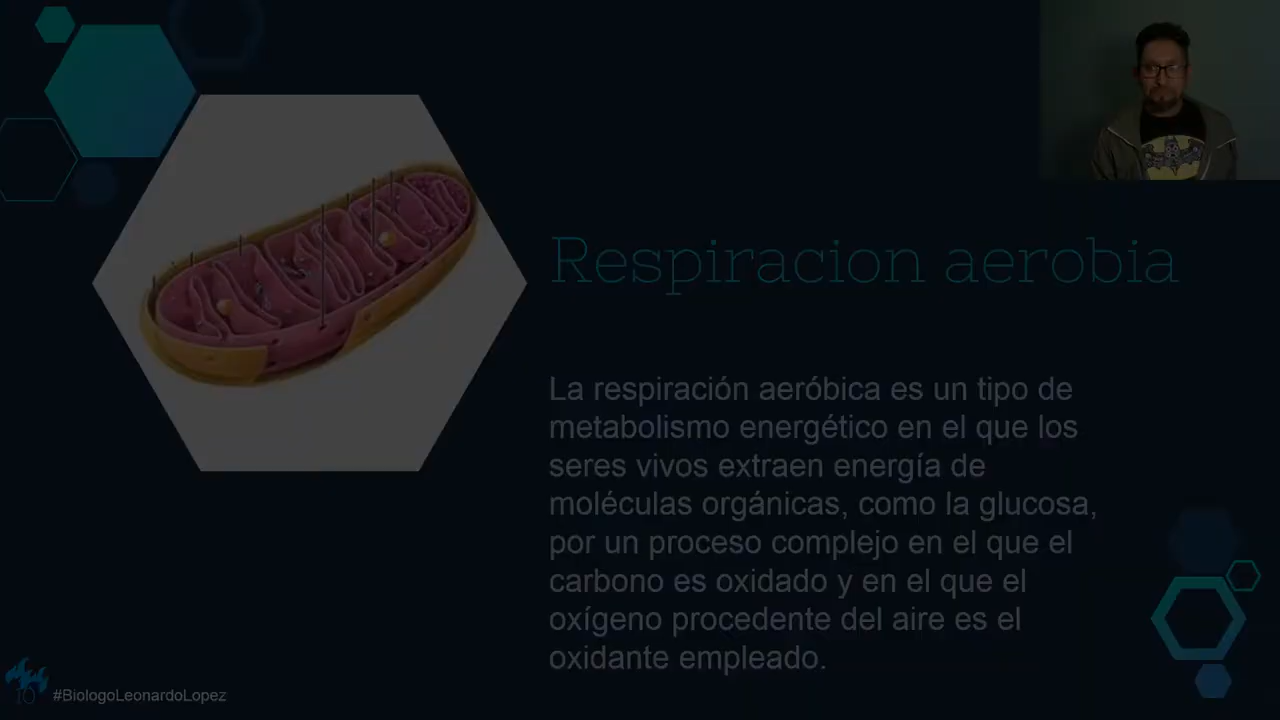 Respiracion aerobia
La respiración aeróbica es un tipo de
metabolismo energético en el que los
seres vivos extraen energía de
moléculas orgánicas, como la glucosa,
por un proceso complejo en el que el
carbono es oxidado y en el que el
oxígeno procedente del aire es el
oxidante empleado.
10
#BiologoLeonardoLopez